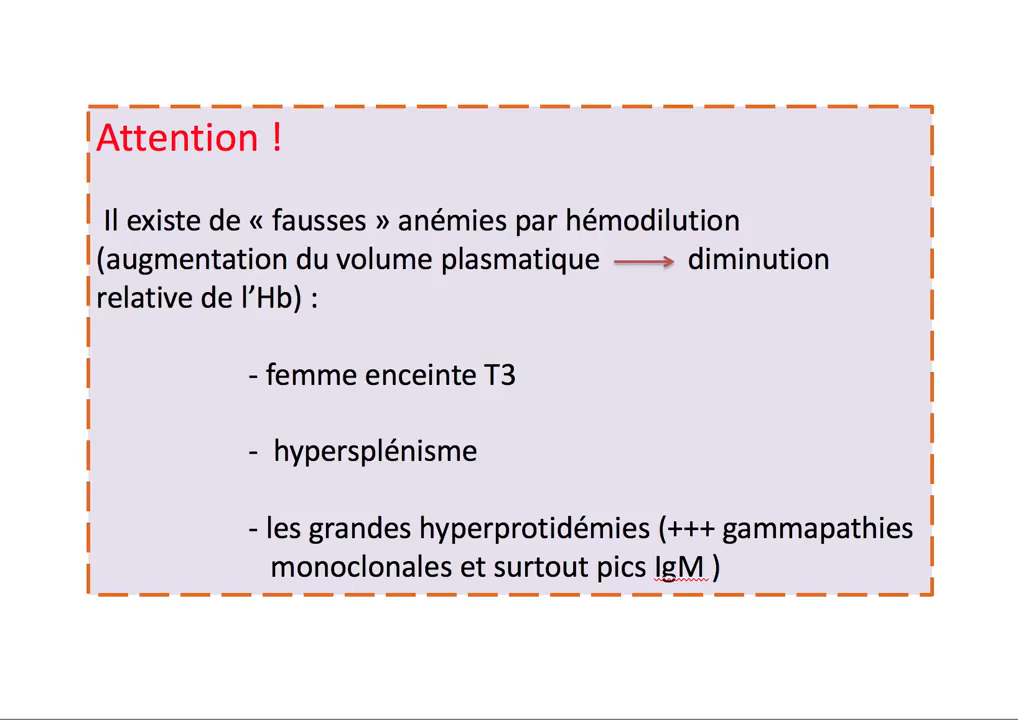 Attention !
Il existe de « fausses » anémies par hémodilution
(augmentation du volume plasmatique → diminution
relative de l’Hb) :
- femme enceinte T3
- hypersplénisme
- les grandes hyperprotidémies (+++ gammapathies
monoclonales et surtout pics IgM )